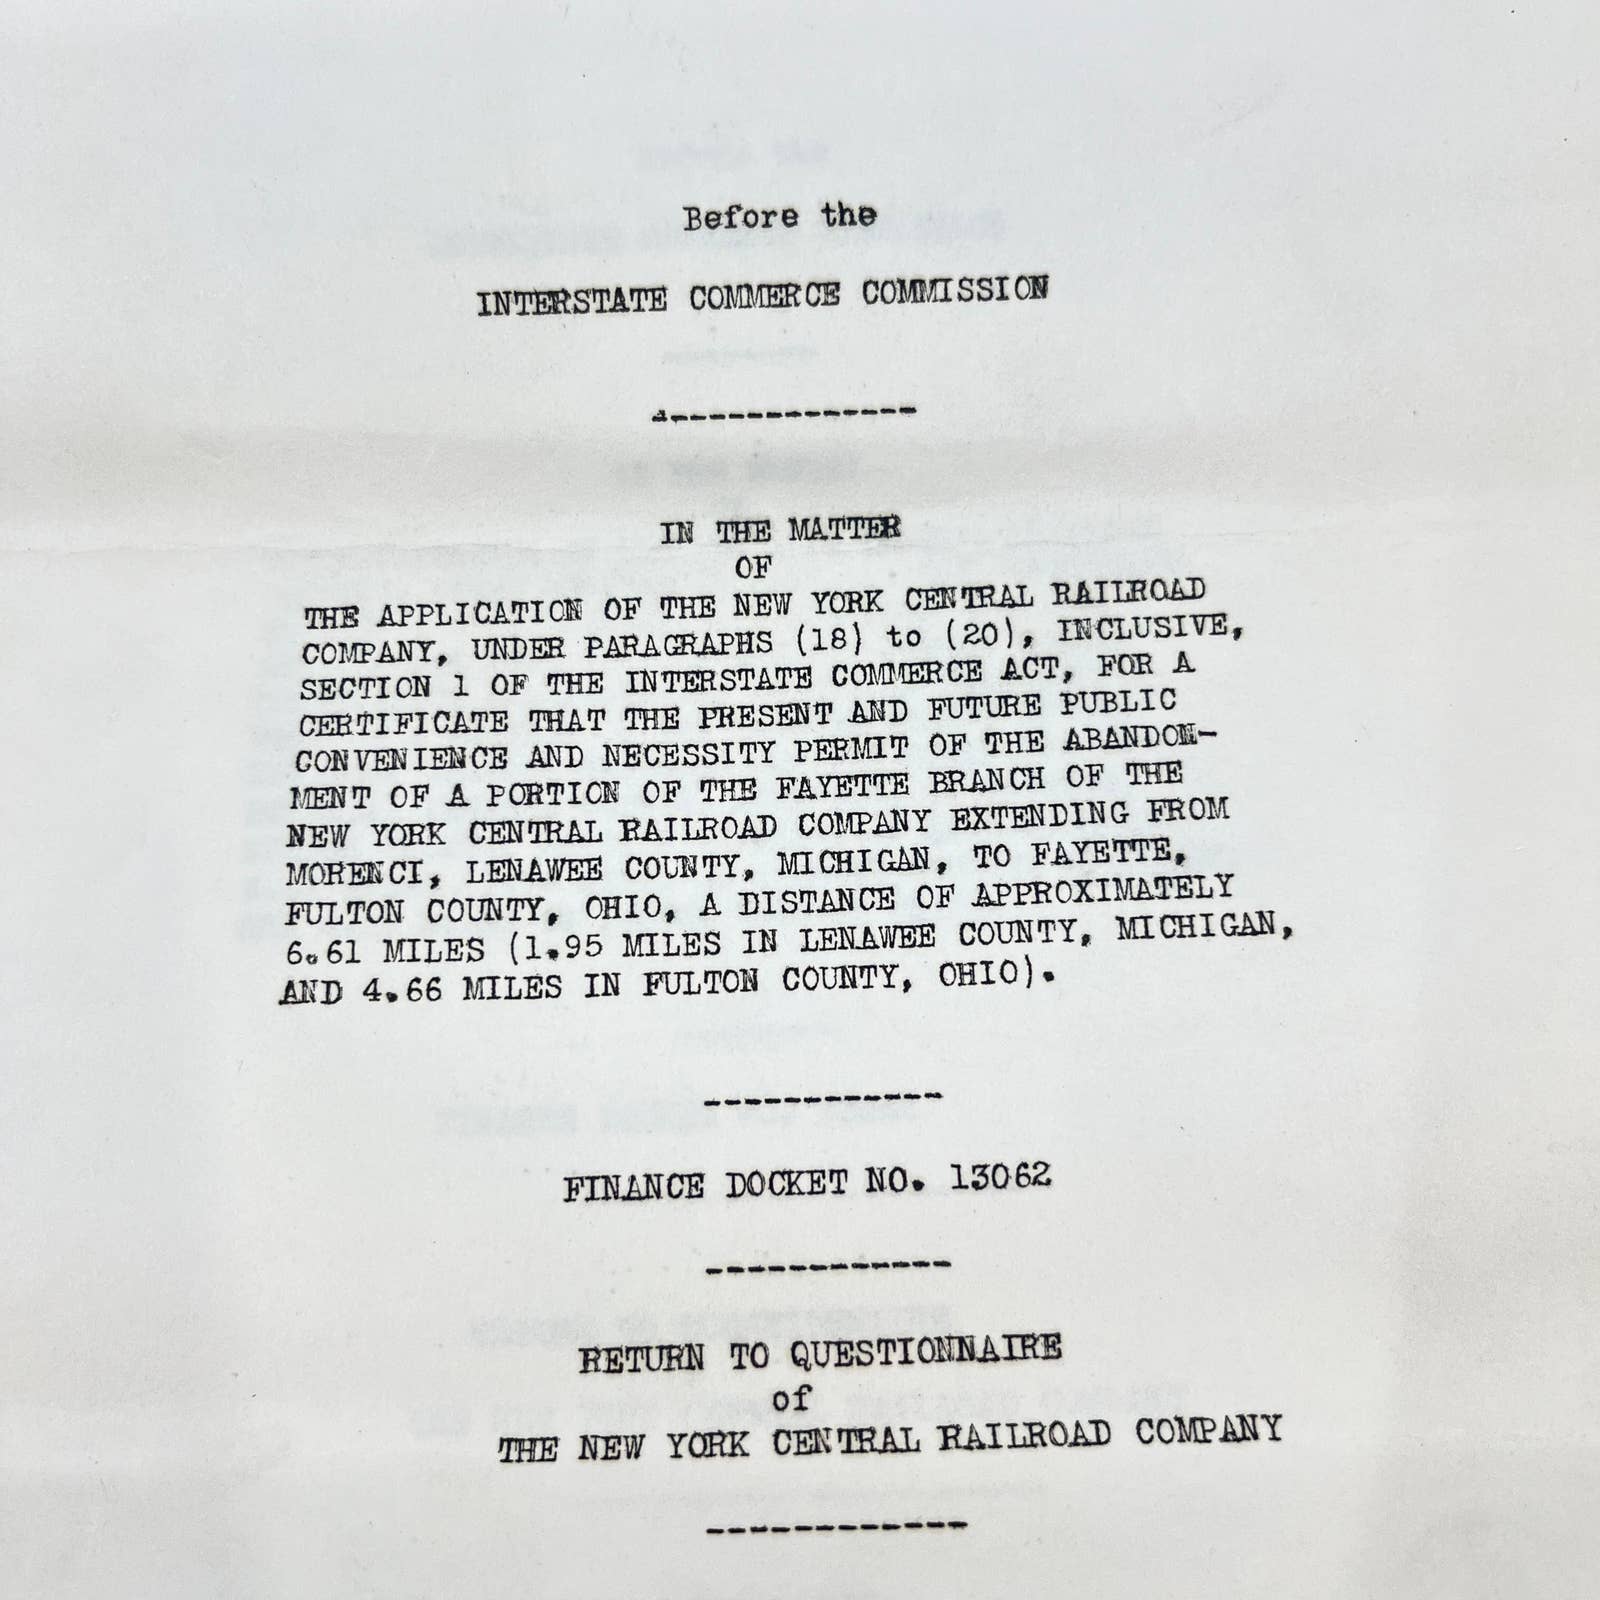 Before the
INTERSTATE COMMERCE COMMISSION
--------------
IN THE MATTER
OF
THE APPLICATION OF THE NEW YORK CENTRAL RAILROAD
COMPANY, UNDER PARAGRAPHS (18) to (20), INCLUSIVE,
SECTION 1 OF THE INTERSTATE COMMERCE ACT, FOR A
CERTIFICATE THAT THE PRESENT AND FUTURE PUBLIC
CONVENIENCE AND NECESSITY PERMIT OF THE ABANDON-
MENT OF A PORTION OF THE FAYETTE BRANCH OF THE
NEW YORK CENTRAL RAILROAD COMPANY EXTENDING FROM
MORENCI, LENAWEE COUNTY, MICHIGAN, TO FAYETTE,
FULTON COUNTY, OHIO, A DISTANCE OF APPROXIMATELY
6.61 MILES (1.95 MILES IN LENAWEE COUNTY, MICHIGAN,
AND 4.66 MILES IN FULTON COUNTY, OHIO).
------------
FINANCE DOCKET NO. 13062
------------
RETURN TO QUESTIONNAIRE
of
THE NEW YORK CENTRAL RAILROAD COMPANY
-------------